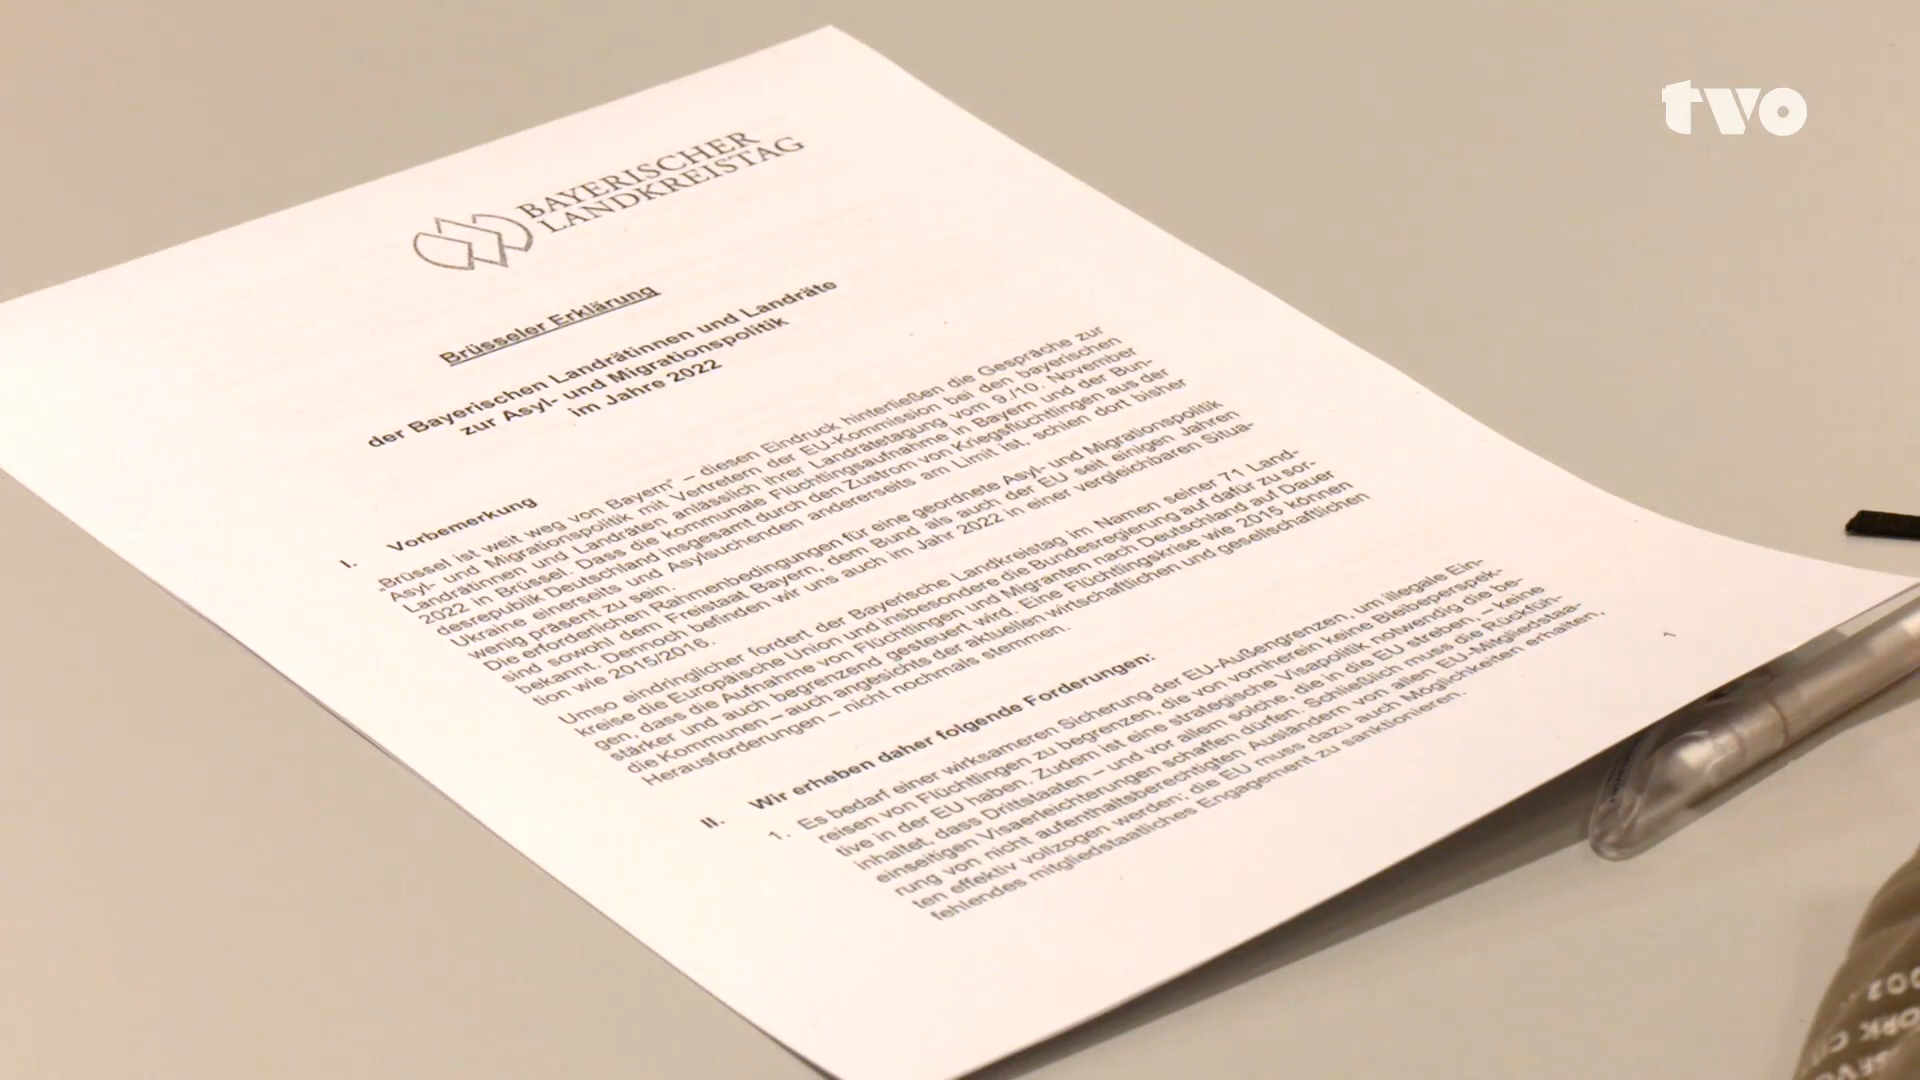 tvo
BAYERISCHER
LANDKREISTAG
Brüsseler Erklärung
der Bayerischen Landrätinnen und Landräte
zur Asyl- und Migrationspolitik
im Jahre 2022
I. Vorbemerkung
„Brüssel ist weit weg von Bayern“ – diesen Eindruck hinterließen die Gespräche zur
Asyl- und Migrationspolitik mit Vertretern der EU-Kommission bei den bayerischen
Landrätinnen und Landräten anlässlich ihrer Landrätetagung vom 9./10. November
2022 in Brüssel. Dass die kommunale Flüchtlingsaufnahme in Bayern und der Bun-
desrepublik Deutschland insgesamt durch den Zustrom von Kriegsflüchtlingen aus der
Ukraine einerseits und Asylsuchenden andererseits am Limit ist, schien dort bisher
wenig präsent zu sein.
Die erforderlichen Rahmenbedingungen für eine geordnete Asyl- und Migrationspolitik
sind sowohl dem Freistaat Bayern, dem Bund als auch der EU seit einigen Jahren
bekannt. Dennoch befinden wir uns auch im Jahr 2022 in einer vergleichbaren Situa-
tion wie 2015/2016.
Umso eindringlicher fordert der Bayerische Landkreistag im Namen seiner 71 Land-
kreise die Europäische Union und insbesondere die Bundesregierung auf dafür zu sor-
gen, dass die Aufnahme von Flüchtlingen und Migranten nach Deutschland auf Dauer
stärker und auch begrenzend gesteuert wird. Eine Flüchtlingskrise wie 2015 können
die Kommunen – auch angesichts der aktuellen wirtschaftlichen und gesellschaftlichen
Herausforderungen – nicht nochmals stemmen.
II. Wir erheben daher folgende Forderungen:
1. Es bedarf einer wirksameren Sicherung der EU-Außengrenzen, um illegale Ein-
reisen von Flüchtlingen zu begrenzen, die von vornherein keine Bleibeperspek-
tive in der EU haben. Zudem ist eine strategische Visapolitik notwendig die be-
inhaltet, dass Drittstaaten – und vor allem solche, die in die EU streben, – keine
einseitigen Visaerleichterungen schaffen dürfen. Schließlich muss die Rückfüh-
rung von nicht aufenthaltsberechtigten Ausländern von allen EU-Mitgliedstaa-
ten effektiv vollzogen werden; die EU muss dazu auch Möglichkeiten erhalten,
fehlendes mitgliedstaatliches Engagement zu sanktionieren.
1